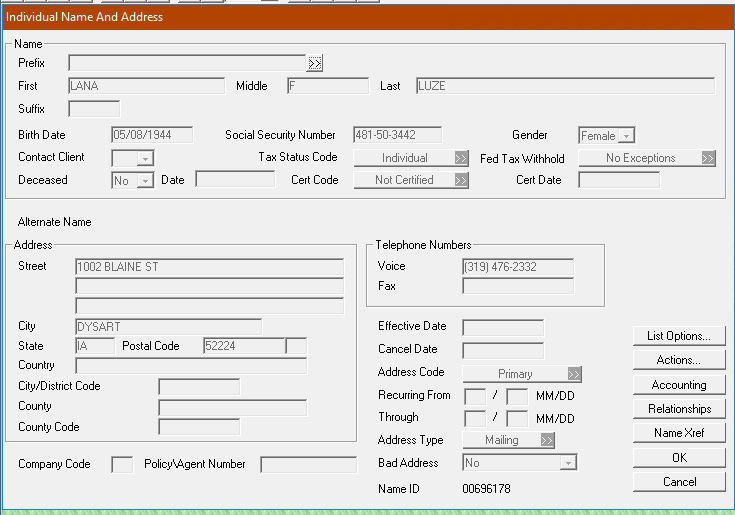 Individual Name And Address
Name
Prefix >>
First LANA Middle F Last LUZE
Suffix
Birth Date 05/08/1944 Social Security Number 481-50-3442 Gender Female
Contact Client Tax Status Code Individual >> Fed Tax Withhold No Exceptions >>
Deceased No Date Cert Code Not Certified >> Cert Date
Alternate Name
Address
Street 1002 BLAINE ST
City DYSART
State IA Postal Code 52224
Country
City/District Code
County
County Code
Telephone Numbers
Voice (319) 476-2332
Fax
Effective Date
Cancel Date
Address Code Primary >>
Recurring From / MM/DD
Through / MM/DD
Address Type Mailing >>
Bad Address No
Company Code Policy\Agent Number
Name ID 00696178
List Options...
Actions...
Accounting
Relationships
Name Xref
OK
Cancel